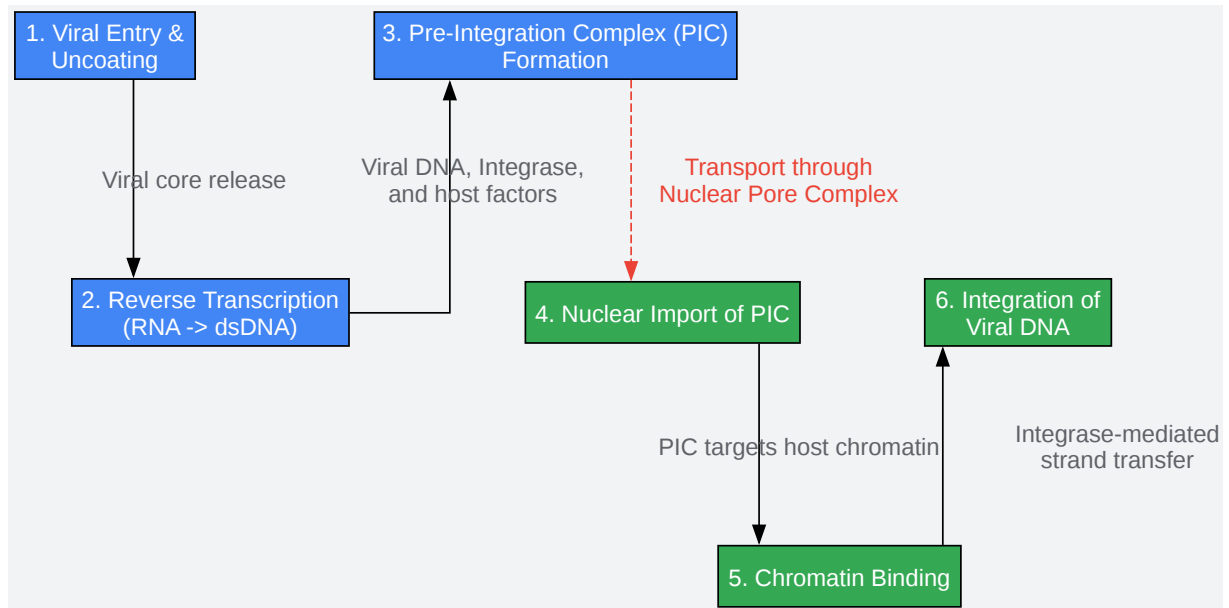 1. Viral Entry &
Uncoating
Viral core release
2. Reverse Transcription
(RNA -> dsDNA)
Viral DNA, Integrase,
and host factors
3. Pre-Integration Complex (PIC)
Formation
Transport through
Nuclear Pore Complex
4. Nuclear Import of PIC
PIC targets host chromatin
5. Chromatin Binding
Integrase-mediated
strand transfer
6. Integration of
Viral DNA